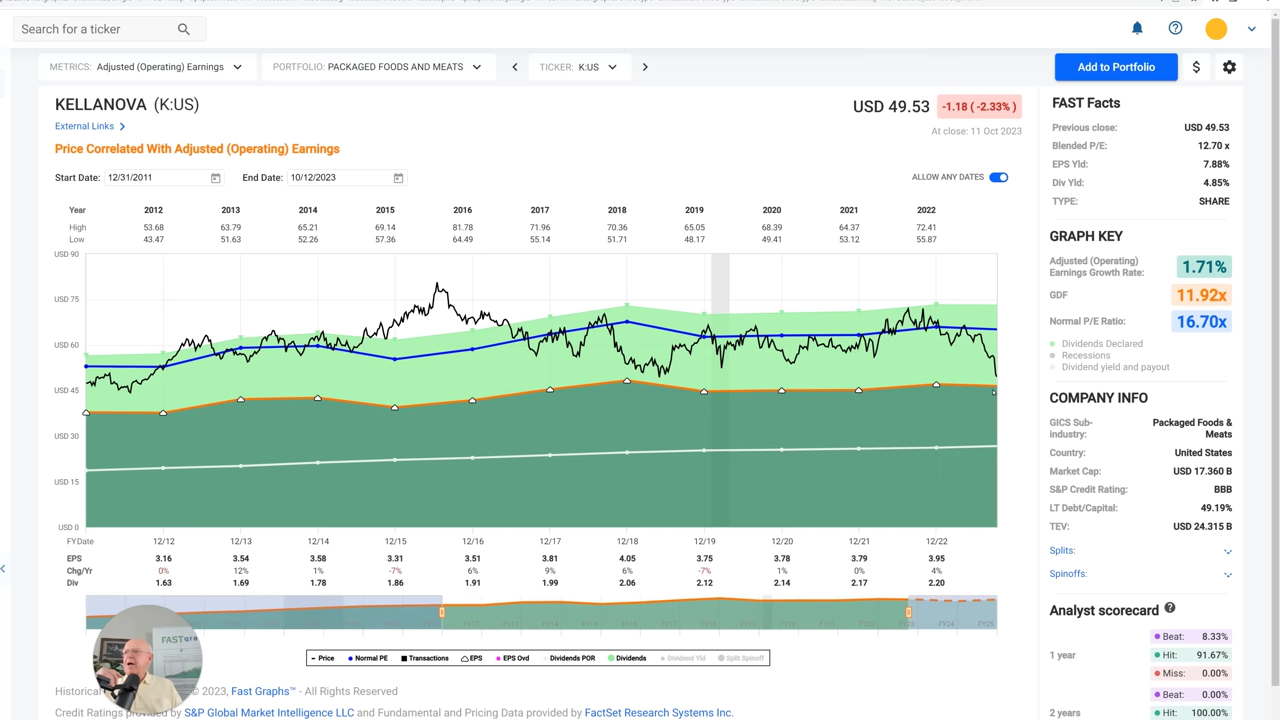 Search for a ticker
METRICS: Adjusted (Operating) Earnings
PORTFOLIO: PACKAGED FOODS AND MEATS
TICKER: K:US
Add to Portfolio
$
KELLANOVA (K:US)
USD 49.53 -1.18 ( -2.33% )
External Links
At close: 11 Oct 2023
Price Correlated With Adjusted (Operating) Earnings
Start Date: 12/31/2011 End Date: 10/12/2023
ALLOW ANY DATES
Year 2012 2013 2014 2015 2016 2017 2018 2019 2020 2021 2022
High 53.68 63.79 65.21 69.14 81.78 71.96 70.36 65.05 68.39 64.37 72.41
Low 43.47 51.63 52.26 57.36 64.49 55.14 51.71 48.17 49.41 53.12 55.87
USD 90
USD 75
USD 60
USD 45
USD 30
USD 15
USD 0
FYDate 12/12 12/13 12/14 12/15 12/16 12/17 12/18 12/19 12/20 12/21 12/22
EPS 3.16 3.54 3.58 3.31 3.51 3.81 4.05 3.75 3.78 3.79 3.95
Chg/Yr 0% 12% 1% -7% 6% 9% 6% -7% 1% 0% 4%
Div 1.63 1.69 1.78 1.86 1.91 1.99 2.06 2.12 2.14 2.17 2.20
FY24 FY25
Price Normal PE Transactions EPS EPS Ovd Dividends POR Dividends Dividend Yld Split Spinoff
FASTgra
Historical © 2023, Fast Graphs™ - All Rights Reserved
Credit Ratings provided by S&P Global Market Intelligence LLC and Fundamental and Pricing Data provided by FactSet Research Systems Inc.
FAST Facts
Previous close: USD 49.53
Blended P/E: 12.70 x
EPS Yld: 7.88%
Div Yld: 4.85%
TYPE: SHARE
GRAPH KEY
Adjusted (Operating)
Earnings Growth Rate: 1.71%
GDF 11.92x
Normal P/E Ratio: 16.70x
Dividends Declared
Recessions
Dividend yield and payout
COMPANY INFO
GICS Sub-
industry: Packaged Foods &
Meats
Country: United States
Market Cap: USD 17.360 B
S&P Credit Rating: BBB
LT Debt/Capital: 49.19%
TEV: USD 24.315 B
Splits:
Spinoffs:
Analyst scorecard
1 year
Beat: 8.33%
Hit: 91.67%
Miss: 0.00%
2 years
Beat: 0.00%
Hit: 100.00%